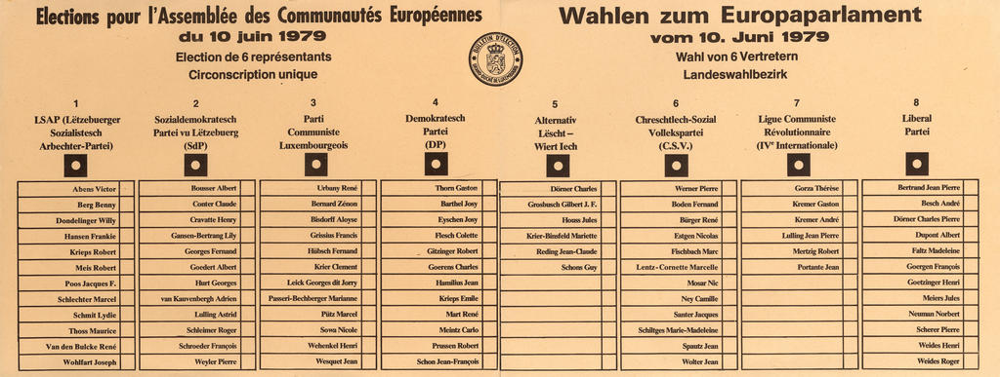 Elections pour l'Assemblée des Communautés Européennes
du 10 juin 1979
Election de 6 représentants
Circonscription unique
BULLETIN D'ÉLECTION
GRAND-DUCHÉ DE LUXEMBOURG
Wahlen zum Europaparlament
vom 10. Juni 1979
Wahl von 6 Vertretern
Landeswahlbezirk
1
LSAP (Lëtzebuerger
Sozialistesch
Arbechter-Partei)
Abens Victor
Berg Benny
Dondelinger Willy
Hansen Frankie
Krieps Robert
Meis Robert
Poos Jacques F.
Schlechter Marcel
Schmit Lydie
Thoss Maurice
Van den Bulcke René
Wohlfart Joseph
2
Sozialdemokratesch
Partei vu Lëtzebuerg
(SdP)
Bousser Albert
Conter Claude
Cravatte Henry
Gansen-Bertrang Lily
Georges Fernand
Goedert Albert
Hurt Georges
van Kauvenbergh Adrien
Lulling Astrid
Schleimer Roger
Schroeder François
Weyler Pierre
3
Parti
Communiste
Luxembourgeois
Urbany René
Bernard Zénon
Bisdorff Aloyse
Grissius Francis
Hübsch Fernand
Krier Clement
Leick Georges dit Jorry
Passeri-Bechberger Marianne
Pütz Marcel
Sowa Nicole
Wehenkel Henri
Wesquet Jean
4
Demokratesch
Partei
(DP)
Thorn Gaston
Barthel Josy
Eyschen Josy
Flesch Colette
Gitzinger Robert
Goerens Charles
Hamilius Jean
Krieps Emile
Mart René
Meintz Carlo
Prussen Robert
Schon Jean-François
5
Alternativ
Lëscht –
Wiert Iech
Dörner Charles
Grosbusch Gilbert J. F.
Houss Jules
Krier-Binsfeld Mariette
Reding Jean-Claude
Schons Guy
6
Chreschtlech-Sozial
Vollekspartei
(C.S.V.)
Werner Pierre
Boden Fernand
Bürger René
Estgen Nicolas
Fischbach Marc
Lentz-Cornette Marcelle
Mosar Nic
Ney Camille
Santer Jacques
Schiltges Marie-Madeleine
Spautz Jean
Wolter Jean
7
Ligue Communiste
Révolutionnaire
(IVe Internationale)
Gorza Thérèse
Kremer Gaston
Kremer André
Lulling Jean Pierre
Mertzig Robert
Portante Jean
8
Liberal
Partei
Bertrand Jean Pierre
Besch André
Dörner Charles Pierre
Dupont Albert
Faltz Madeleine
Goergen François
Goetzinger Henri
Meiers Jules
Neuman Norbert
Scherer Pierre
Weides Henri
Weides Roger